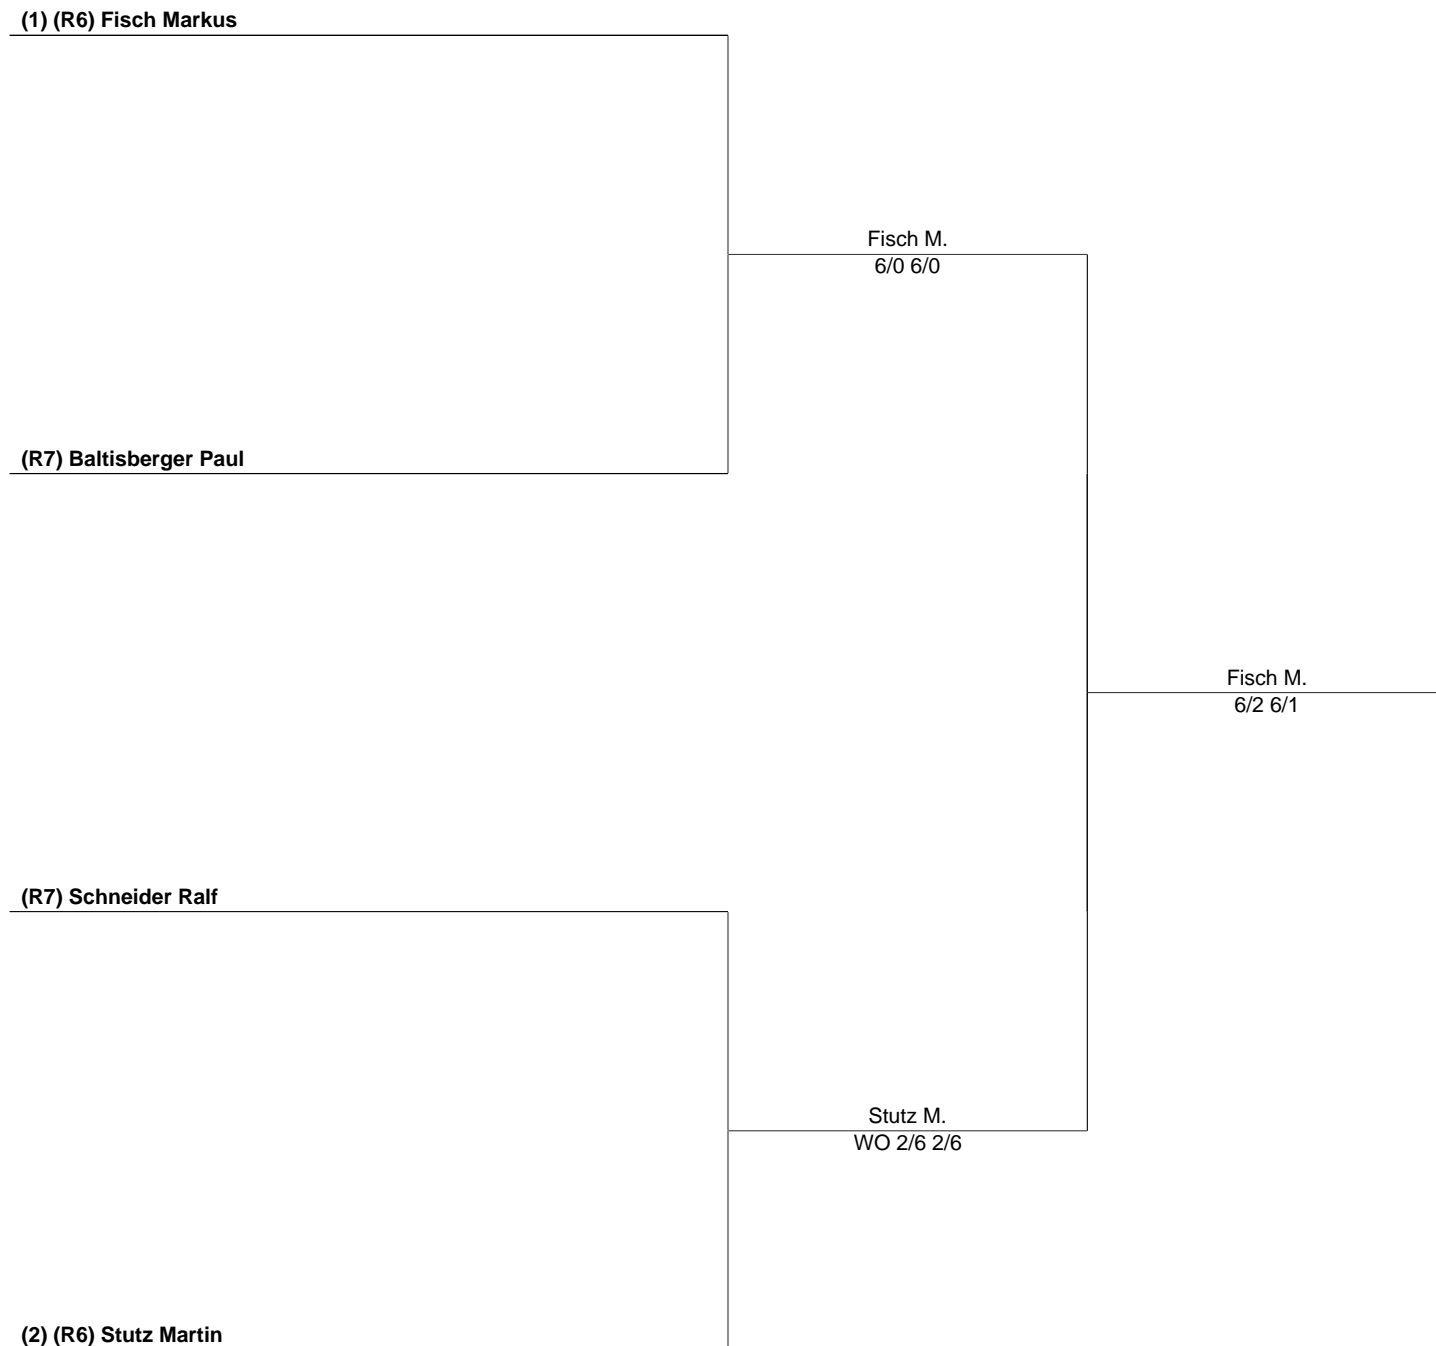 (1) (R6) Fisch Markus
Fisch M.
6/0 6/0
(R7) Baltisberger Paul
Fisch M.
6/2 6/1
(R7) Schneider Ralf
Stutz M.
WO 2/6 2/6
(2) (R6) Stutz Martin